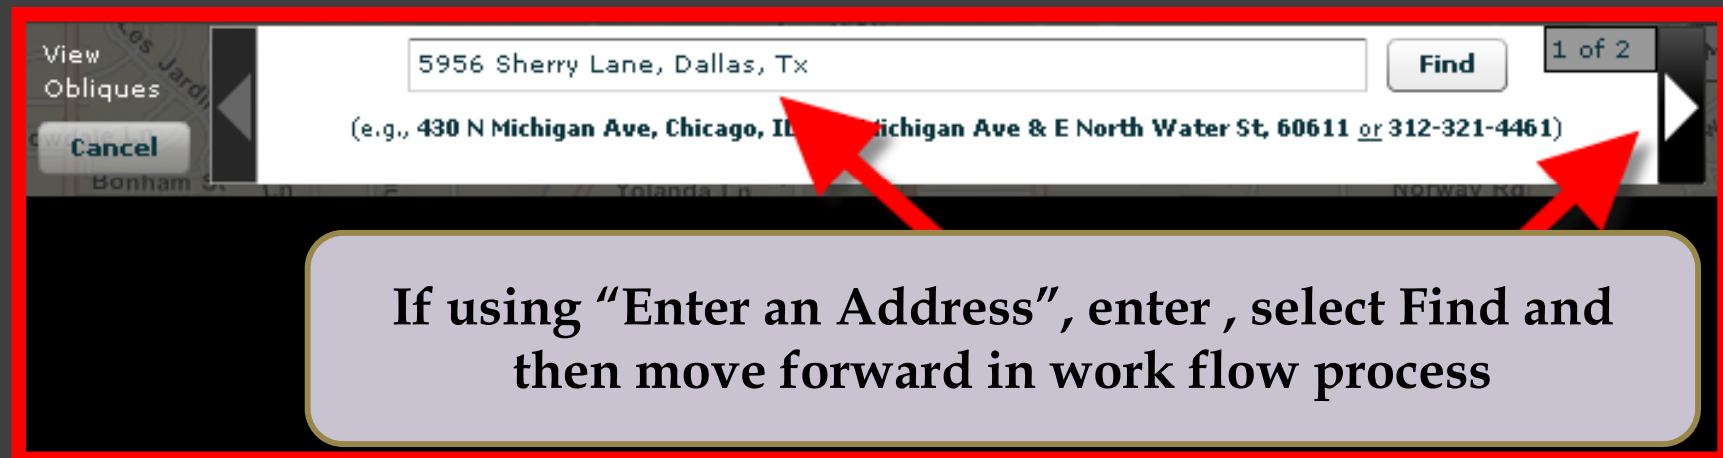 View
Obliques
Cancel
5956 Sherry Lane, Dallas, Tx
Find
1 of 2
(e.g., 430 N Michigan Ave, Chicago, Michigan Ave & E North Water St, 60611 or 312-321-4461)
Bonham St
Yolanda Ln
Norway Rd
If using “Enter an Address”, enter , select Find and
then move forward in work flow process